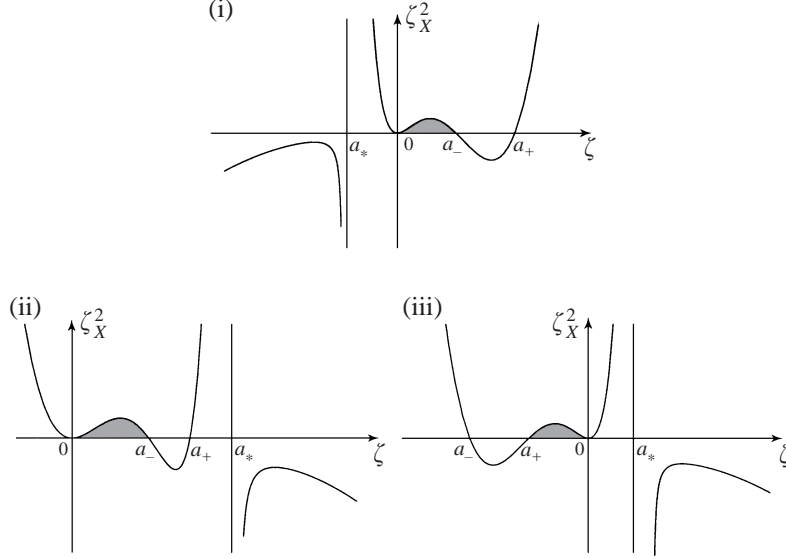 (i)
ζ_X^2
a_* 0 a_- a_+ ζ
(ii) (iii)
ζ_X^2 ζ_X^2
0 a_- a_+ a_* ζ a_- a_+ 0 a_* ζ